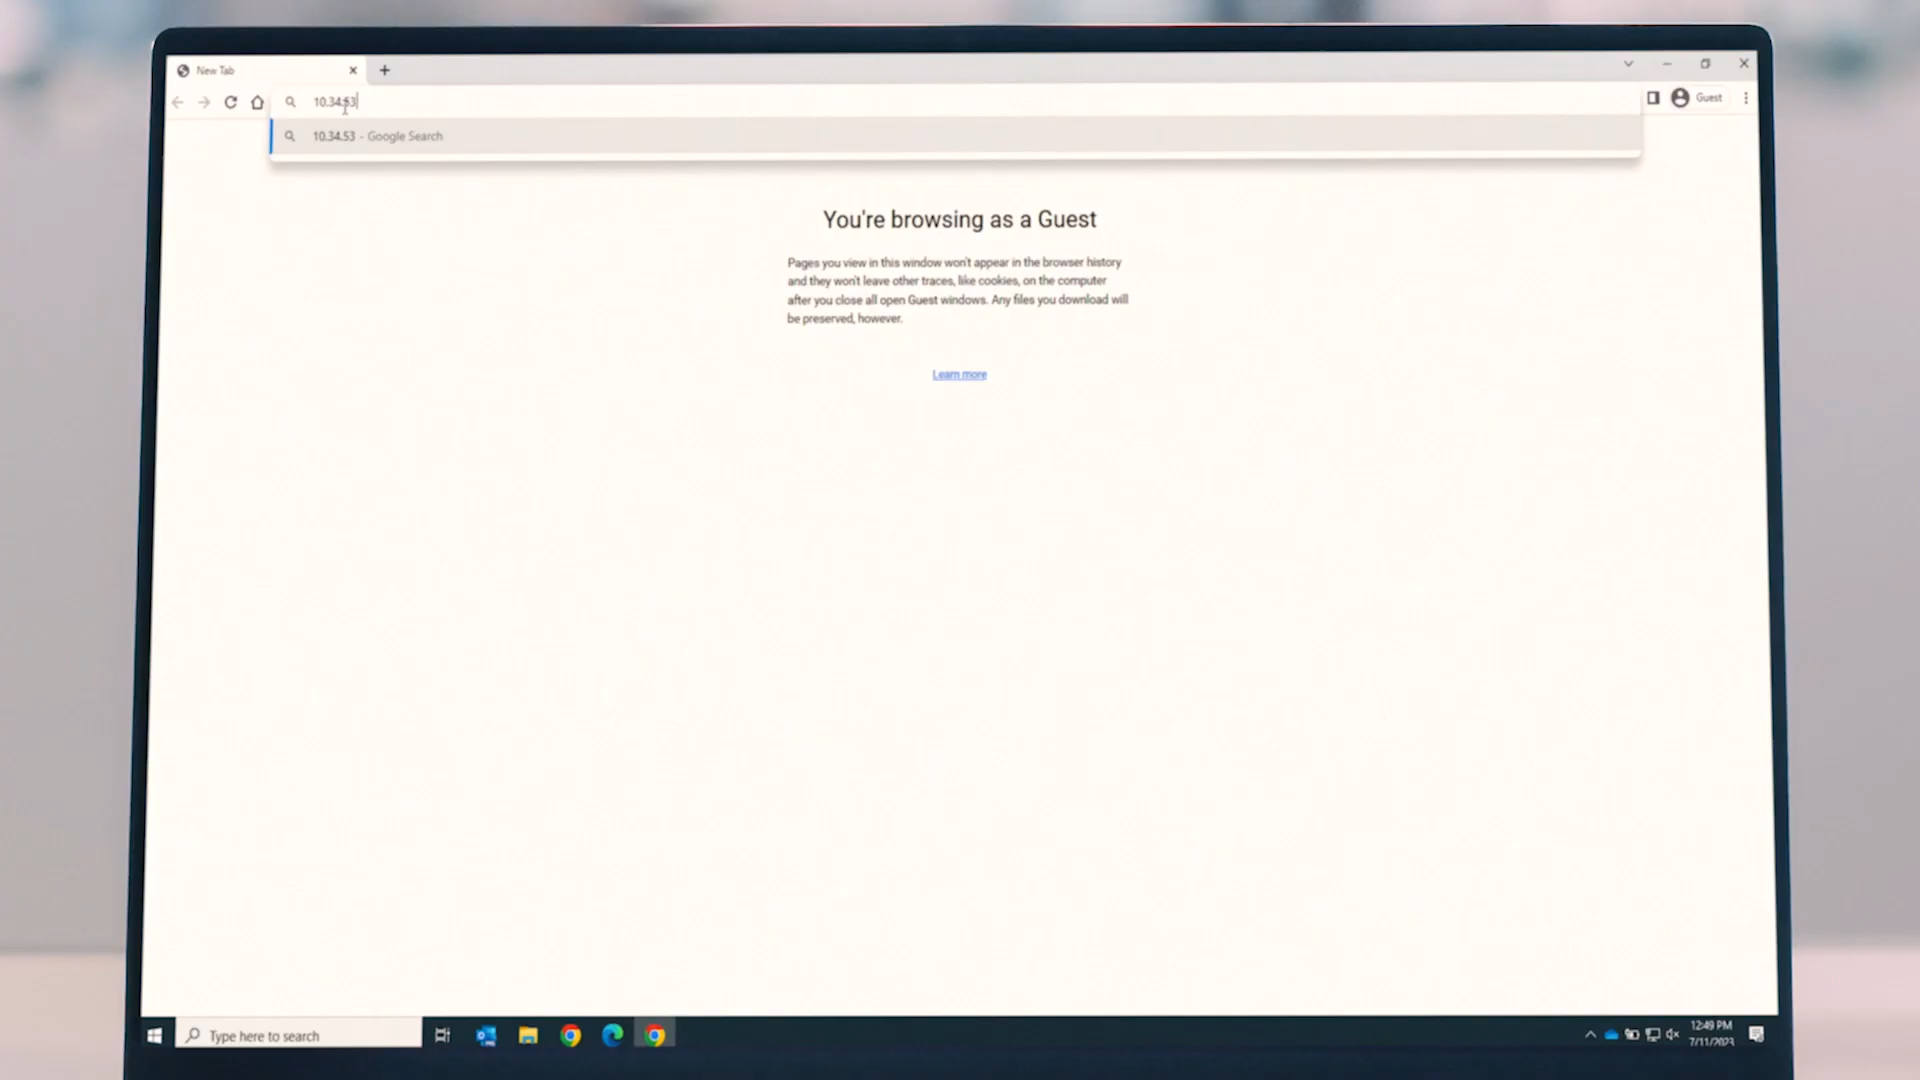 New Tab
10.34.53
Guest
10.34.53 - Google Search
You're browsing as a Guest
Pages you view in this window won't appear in the browser history
and they won't leave other traces, like cookies, on the computer
after you close all open Guest windows. Any files you download will
be preserved, however.
Learn more
Type here to search
12:49 PM
7/11/2023